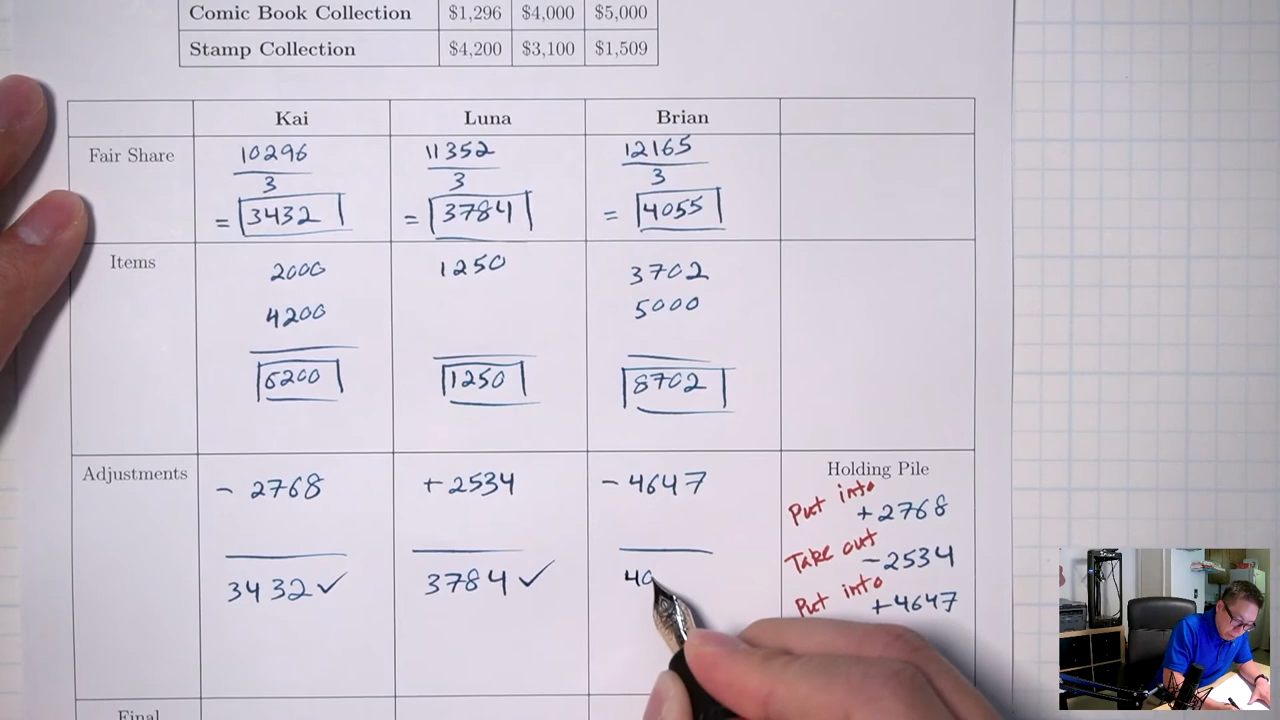 Comic Book Collection $1,296 $4,000 $5,000
Stamp Collection $4,200 $3,100 $1,509
Kai Luna Brian
Fair Share 10296 11352 12165
3 3 3
= 3432 = 3784 = 4055
Items 2000 1250 3702
4200 5000
6200 1250 8702
Adjustments - 2768 + 2534 - 4647 Holding Pile
Put into +2768
Take out -2534
Put into +4647
3432✓ 3784✓ 40
Final